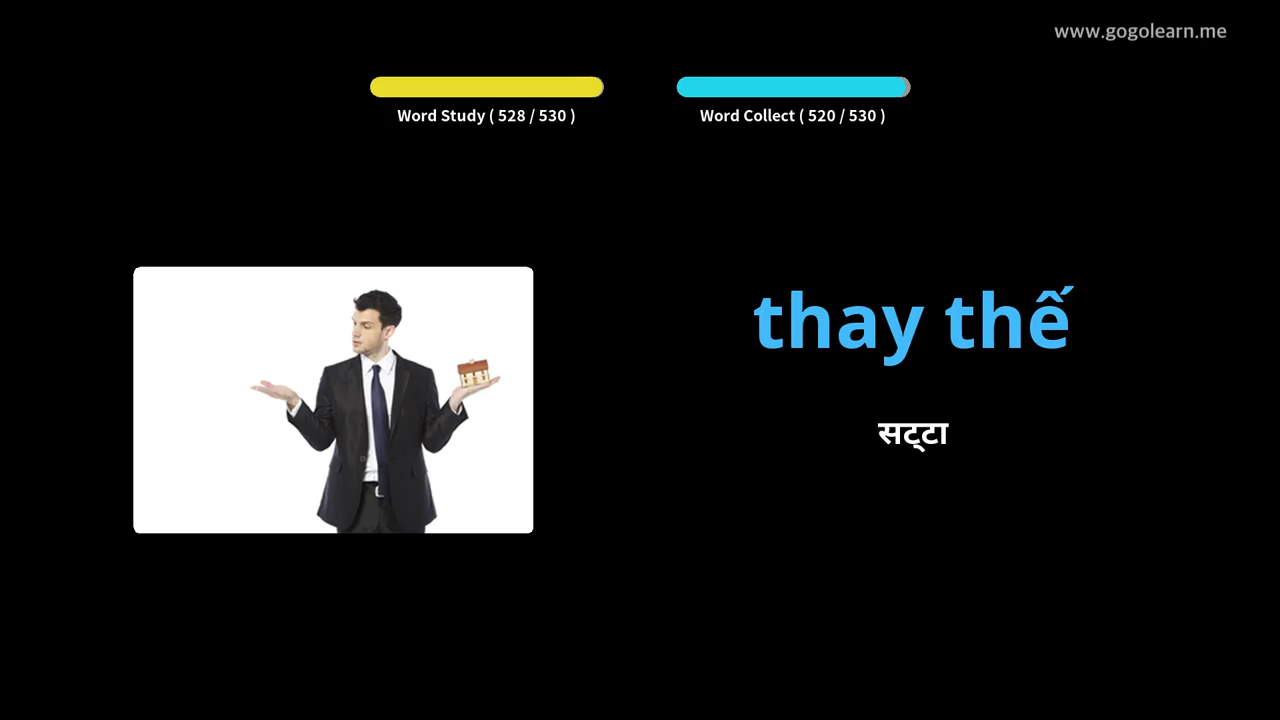 www.gogolearn.me
Word Study ( 528 / 530 )
Word Collect ( 520 / 530 )
thay thế
सट्टा